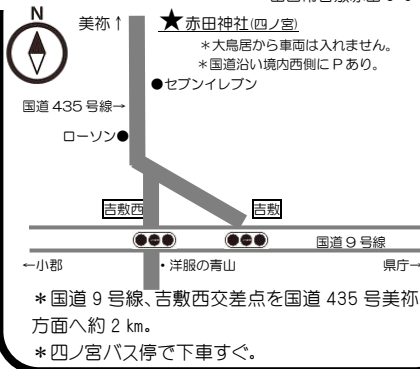 N
美祢↑
★赤田神社(四ノ宮)
＊大鳥居から車両は入れません。
＊国道沿い境内西側にPあり。
●セブンイレブン
国道435号線→
ローソン●
吉敷西
吉敷
国道9号線
←小郡
・洋服の青山
県庁→
＊国道9号線、吉敷西交差点を国道435号美祢
方面へ約2km。
＊四ノ宮バス停で下車すぐ。